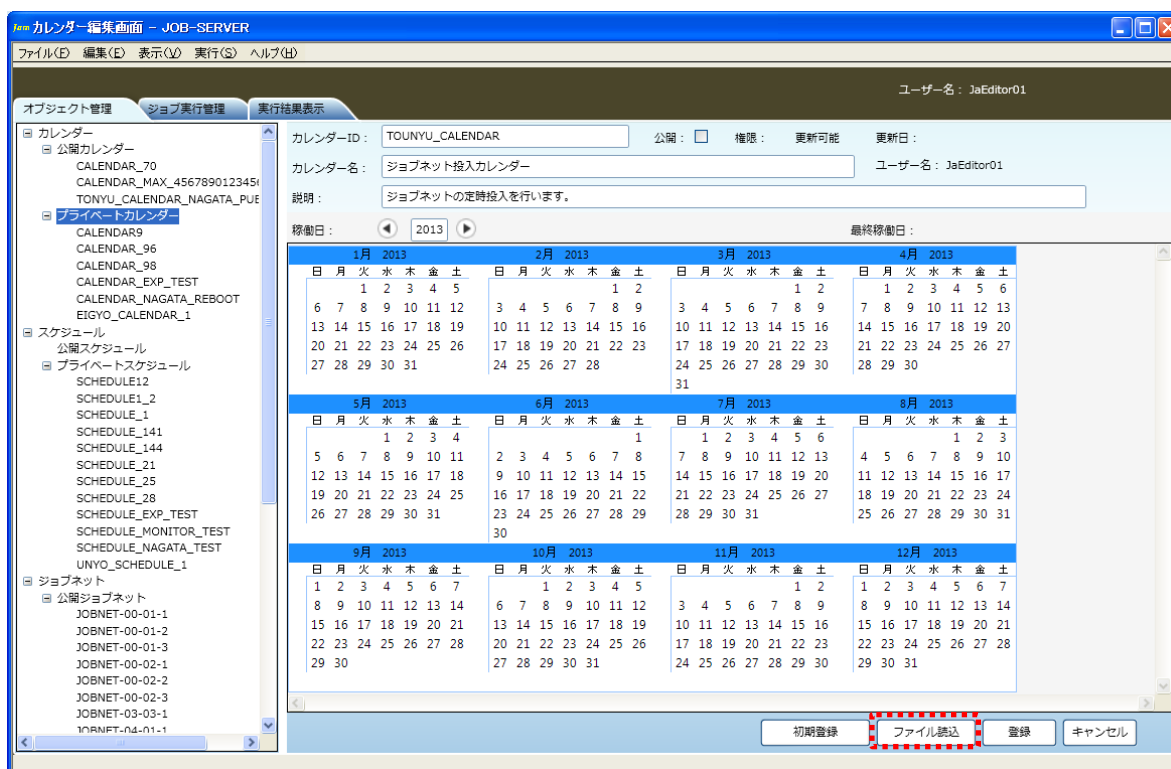 Jam カレンダー編集画面 - JOB-SERVER
ファイル(F) 編集(E) 表示(V) 実行(S) ヘルプ(H)
ユーザー名： JaEditor01
オブジェクト管理 ジョブ実行管理 実行結果表示
カレンダー
公開カレンダー
CALENDAR_70
CALENDAR_MAX_4567890123456
TONYU_CALENDAR_NAGATA_PUE
プライベートカレンダー
CALENDAR9
CALENDAR_96
CALENDAR_98
CALENDAR_EXP_TEST
CALENDAR_NAGATA_REBOOT
EIGYO_CALENDAR_1
スケジュール
公開スケジュール
プライベートスケジュール
SCHEDULE12
SCHEDULE1_2
SCHEDULE_1
SCHEDULE_141
SCHEDULE_144
SCHEDULE_21
SCHEDULE_25
SCHEDULE_28
SCHEDULE_EXP_TEST
SCHEDULE_MONITOR_TEST
SCHEDULE_NAGATA_TEST
UNYO_SCHEDULE_1
ジョブネット
公開ジョブネット
JOBNET-00-01-1
JOBNET-00-01-2
JOBNET-00-01-3
JOBNET-00-02-1
JOBNET-00-02-2
JOBNET-00-02-3
JOBNET-03-03-1
JOBNET-04-01-1
カレンダーID： TOUNYU_CALENDAR 公開： 権限： 更新可能 更新日：
カレンダー名： ジョブネット投入カレンダー ユーザー名： JaEditor01
説明： ジョブネットの定時投入を行います。
稼働日： 2013 最終稼働日：
1月 2013 2月 2013 3月 2013 4月 2013
日 月 火 水 木 金 土 日 月 火 水 木 金 土 日 月 火 水 木 金 土 日 月 火 水 木 金 土
1 2 3 4 5 1 2 1 2 1 2 3 4 5 6
6 7 8 9 10 11 12 3 4 5 6 7 8 9 3 4 5 6 7 8 9 7 8 9 10 11 12 13
13 14 15 16 17 18 19 10 11 12 13 14 15 16 10 11 12 13 14 15 16 14 15 16 17 18 19 20
20 21 22 23 24 25 26 17 18 19 20 21 22 23 17 18 19 20 21 22 23 21 22 23 24 25 26 27
27 28 29 30 31 24 25 26 27 28 24 25 26 27 28 29 30 28 29 30
31
5月 2013 6月 2013 7月 2013 8月 2013
日 月 火 水 木 金 土 日 月 火 水 木 金 土 日 月 火 水 木 金 土 日 月 火 水 木 金 土
1 2 3 4 1 1 2 3 4 5 6 1 2 3
5 6 7 8 9 10 11 2 3 4 5 6 7 8 7 8 9 10 11 12 13 4 5 6 7 8 9 10
12 13 14 15 16 17 18 9 10 11 12 13 14 15 14 15 16 17 18 19 20 11 12 13 14 15 16 17
19 20 21 22 23 24 25 16 17 18 19 20 21 22 21 22 23 24 25 26 27 18 19 20 21 22 23 24
26 27 28 29 30 31 23 24 25 26 27 28 29 28 29 30 31 25 26 27 28 29 30 31
30
9月 2013 10月 2013 11月 2013 12月 2013
日 月 火 水 木 金 土 日 月 火 水 木 金 土 日 月 火 水 木 金 土 日 月 火 水 木 金 土
1 2 3 4 5 6 7 1 2 3 4 5 1 2 1 2 3 4 5 6 7
8 9 10 11 12 13 14 6 7 8 9 10 11 12 3 4 5 6 7 8 9 8 9 10 11 12 13 14
15 16 17 18 19 20 21 13 14 15 16 17 18 19 10 11 12 13 14 15 16 15 16 17 18 19 20 21
22 23 24 25 26 27 28 20 21 22 23 24 25 26 17 18 19 20 21 22 23 22 23 24 25 26 27 28
29 30 27 28 29 30 31 24 25 26 27 28 29 30 29 30 31
初期登録 ファイル読込 登録 キャンセル